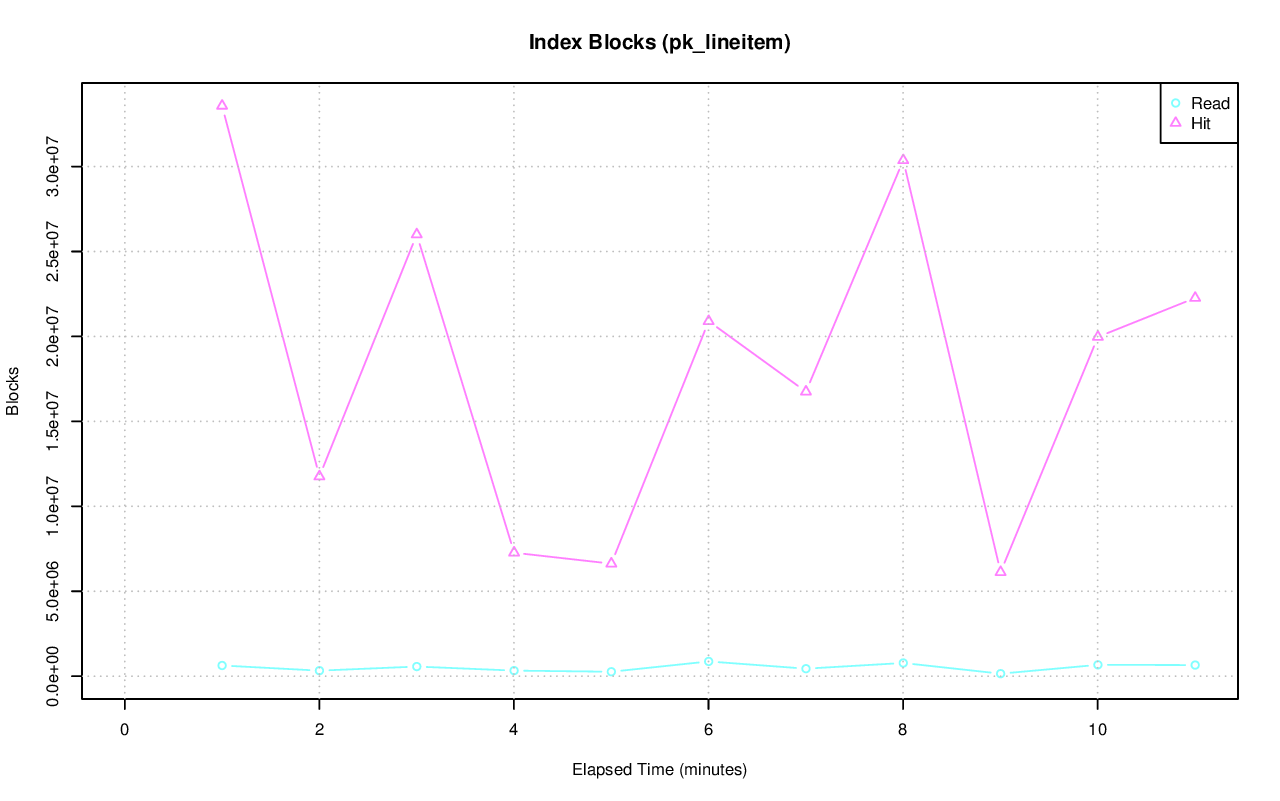 Index Blocks (pk_lineitem)
Read
Hit
Blocks
3.0e+07
2.5e+07
2.0e+07
1.5e+07
1.0e+07
5.0e+06
0.0e+00
0 2 4 6 8 10
Elapsed Time (minutes)